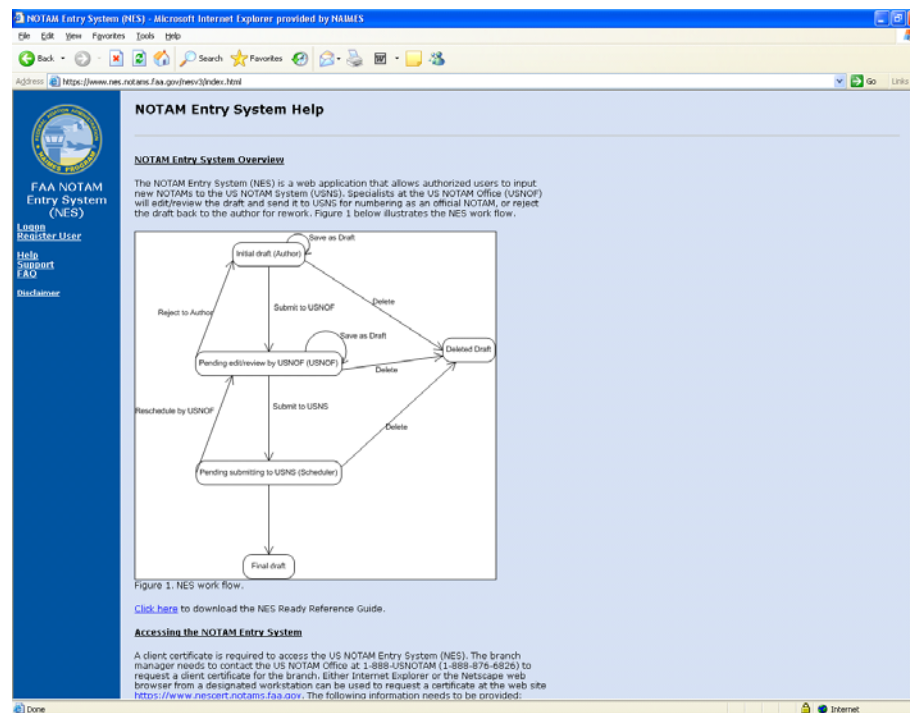 NOTAM Entry System (NES) - Microsoft Internet Explorer provided by NAIMES
File Edit View Favorites Tools Help
Back Search Favorites
Address https://www.nes.notams.faa.gov/nesv3/index.html Go Links
FEDERAL AVIATION ADMINISTRATION
NAIMES PROGRAM
FAA NOTAM
Entry System
(NES)
Logon
Register User
Help
Support
FAQ
Disclaimer
NOTAM Entry System Help
NOTAM Entry System Overview
The NOTAM Entry System (NES) is a web application that allows authorized users to input
new NOTAMs to the US NOTAM System (USNS). Specialists at the US NOTAM Office (USNOF)
will edit/review the draft and send it to USNS for numbering as an official NOTAM, or reject
the draft back to the author for rework. Figure 1 below illustrates the NES work flow.
Save as Draft
Initial draft (Author)
Reject to Author
Submit to USNOF
Delete
Save as Draft
Deleted Draft
Pending edit/review by USNOF (USNOF)
Delete
Reschedule by USNOF
Submit to USNS
Delete
Pending submitting to USNS (Scheduler)
Final draft
Figure 1. NES work flow.
Click here to download the NES Ready Reference Guide.
Accessing the NOTAM Entry System
A client certificate is required to access the US NOTAM Entry System (NES). The branch
manager needs to contact the US NOTAM Office at 1-888-USNOTAM (1-888-876-6826) to
request a client certificate for the branch. Either Internet Explorer or the Netscape web
browser from a designated workstation can be used to request a certificate at the web site
https://www.nescert.notams.faa.gov. The following information needs to be provided:
Done Internet